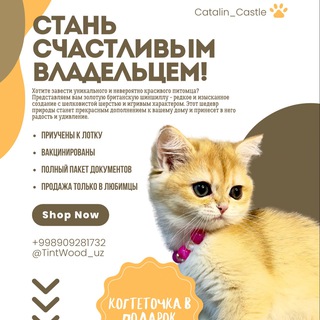 Catalin_Castle
СТАНЬ
СЧАСТЛИВЫМ
ВЛАДЕЛЬЦЕМ!
Хотите завести уникального и невероятно красивого питомца?
Представляем вам золотую британскую шиншиллу - редкое и изысканное
создание с шелковистой шерстью и игривым характером. Этот шедевр
природы станет прекрасным дополнением к вашему дому и принесет в него
радость и удивление.
• ПРИУЧЕНЫ К ЛОТКУ
• ВАКЦИНИРОВАНЫ
• ПОЛНЫЙ ПАКЕТ ДОКУМЕНТОВ
• ПРОДАЖА ТОЛЬКО В ЛЮБИМЦЫ
Shop Now
+998909281732
@TintWood_uz
КОГТЕТОЧКА В
ПОДАРОК